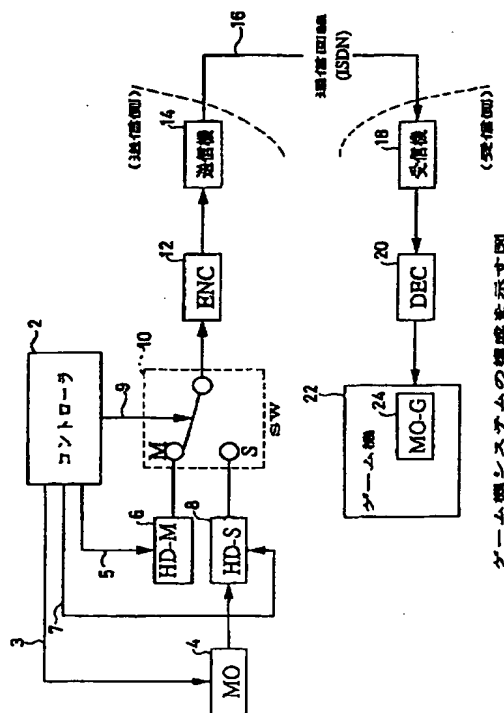 2
コントローラ
3
7
5
9
4
MO
6
HD-M
8
HD-S
M
S
10
SW
12
ENC
14
送信機
(送信側)
16
通信回線
(ISDN)
18
受信機
(受信側)
20
DEC
22
ゲーム機
24
MO-G
ゲーム機システムの構成を示す図